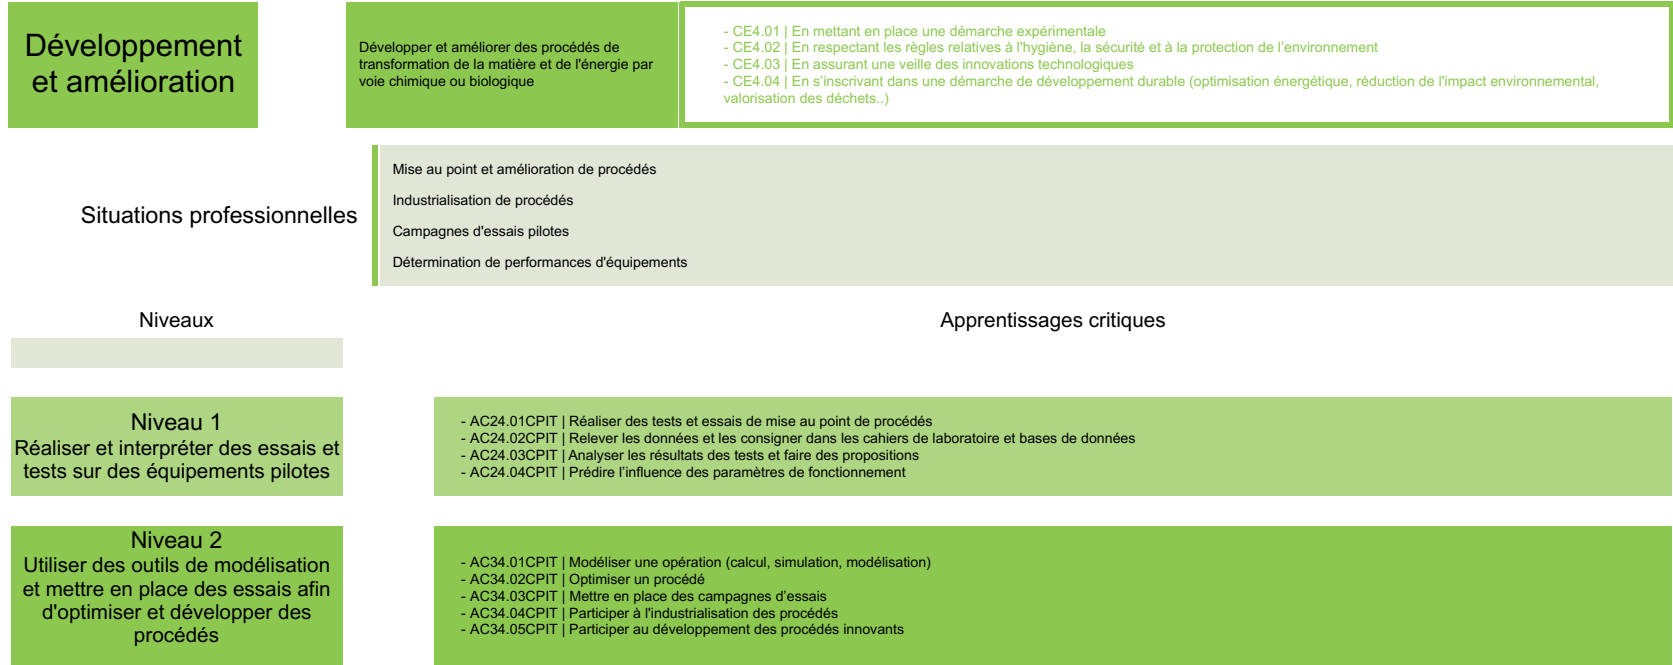 Développement
et amélioration
Développer et améliorer des procédés de
transformation de la matière et de l'énergie par
voie chimique ou biologique
- CE4.01 | En mettant en place une démarche expérimentale
- CE4.02 | En respectant les règles relatives à l'hygiène, la sécurité et à la protection de l’environnement
- CE4.03 | En assurant une veille des innovations technologiques
- CE4.04 | En s’inscrivant dans une démarche de développement durable (optimisation énergétique, réduction de l'impact environnemental,
valorisation des déchets..)
Situations professionnelles
Mise au point et amélioration de procédés
Industrialisation de procédés
Campagnes d'essais pilotes
Détermination de performances d'équipements
Niveaux
Apprentissages critiques
Niveau 1
Réaliser et interpréter des essais et
tests sur des équipements pilotes
- AC24.01CPIT | Réaliser des tests et essais de mise au point de procédés
- AC24.02CPIT | Relever les données et les consigner dans les cahiers de laboratoire et bases de données
- AC24.03CPIT | Analyser les résultats des tests et faire des propositions
- AC24.04CPIT | Prédire l’influence des paramètres de fonctionnement
Niveau 2
Utiliser des outils de modélisation
et mettre en place des essais afin
d'optimiser et développer des
procédés
- AC34.01CPIT | Modéliser une opération (calcul, simulation, modélisation)
- AC34.02CPIT | Optimiser un procédé
- AC34.03CPIT | Mettre en place des campagnes d’essais
- AC34.04CPIT | Participer à l'industrialisation des procédés
- AC34.05CPIT | Participer au développement des procédés innovants